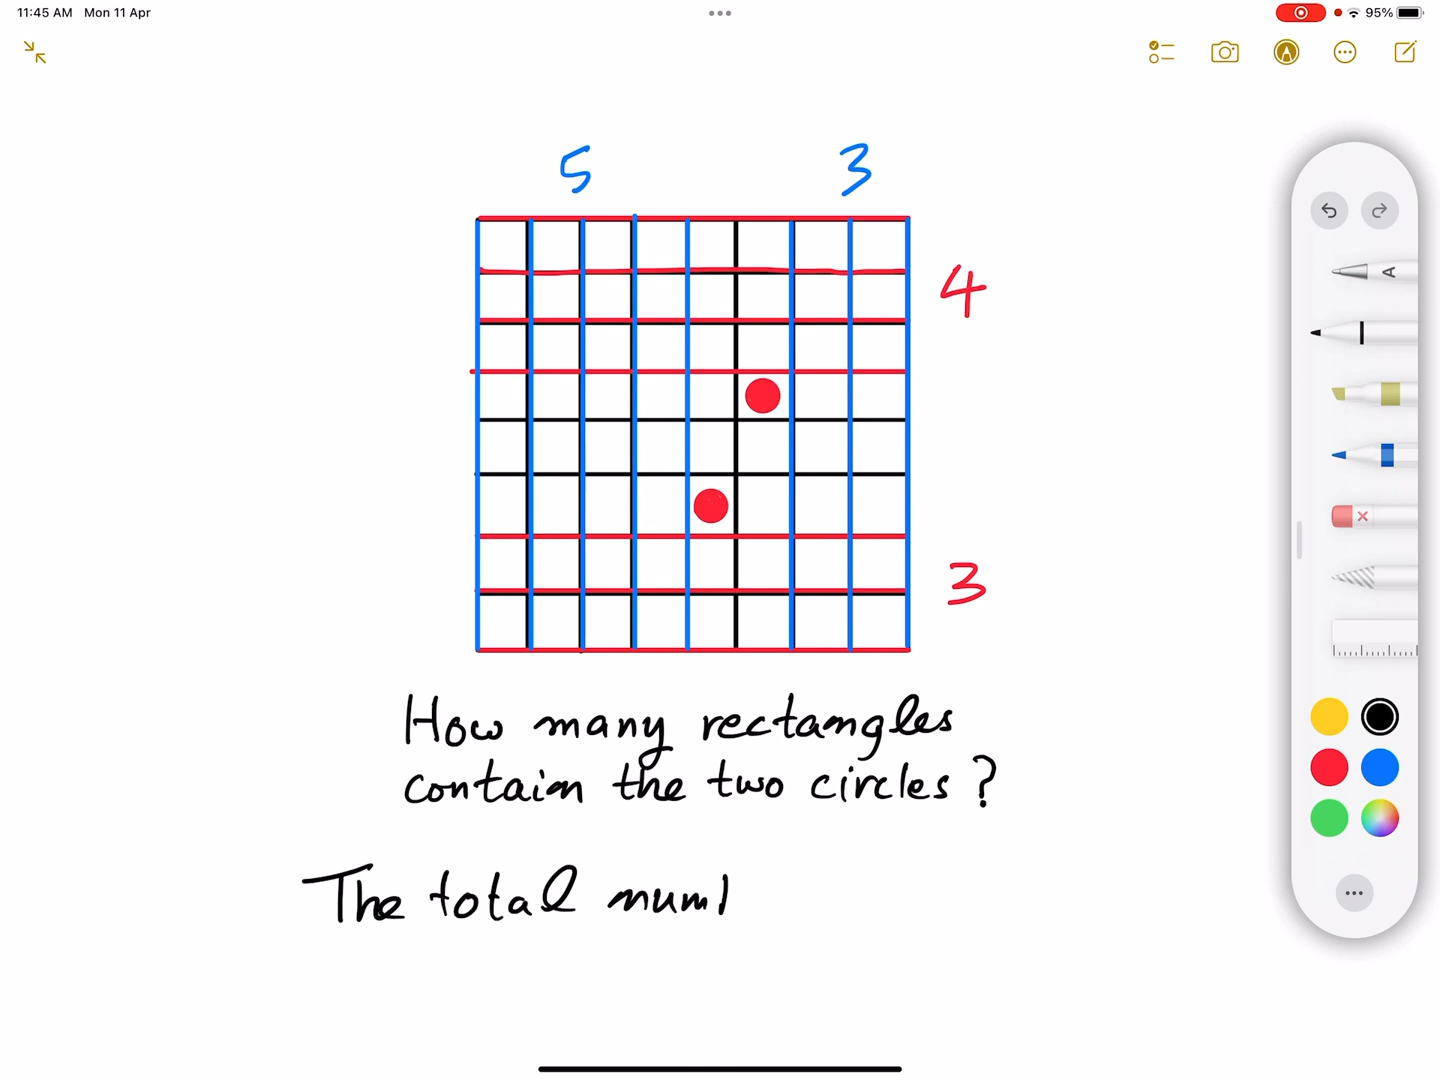 11:45 AM Mon 11 Apr
95%
5 3
4
3
How many rectangles
contain the two circles ?
The total num
A